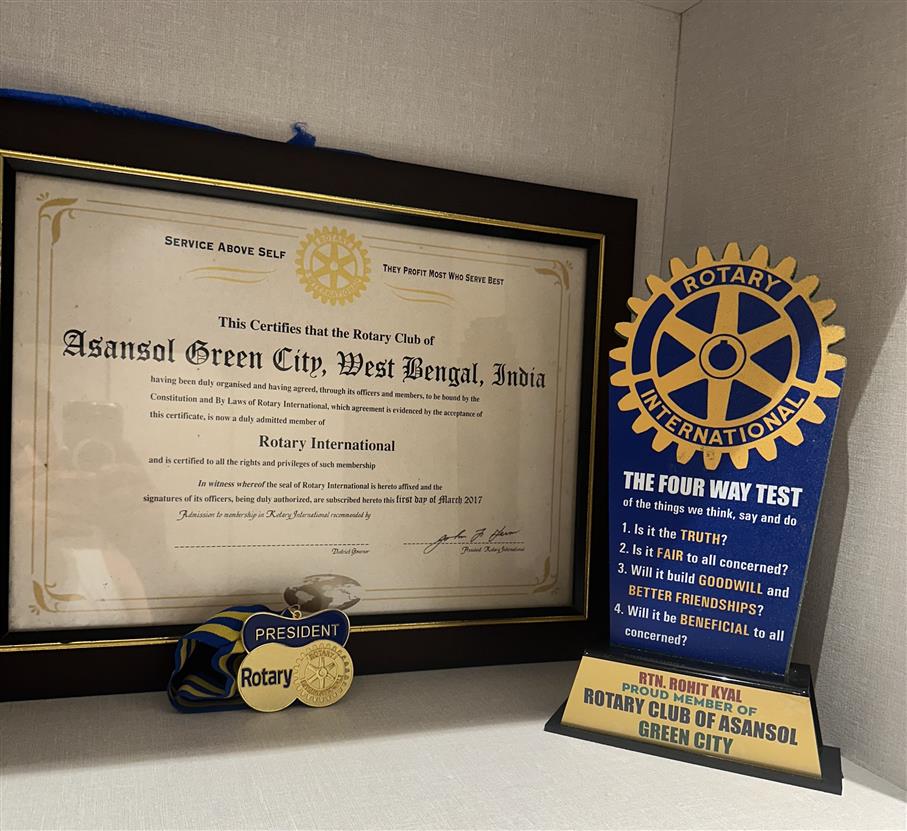 SERVICE ABOVE SELF
ROTARY
INTERNATIONAL
THEY PROFIT MOST WHO SERVE BEST
This Certifies that the Rotary Club of
Asansol Green City, West Bengal, India
having been duly organised and having agreed, through its officers and members, to be bound by the
Constitution and By Laws of Rotary International, which agreement is evidenced by the acceptance of
this certificate, is now a duly admitted member of
Rotary International
and is certified to all the rights and privileges of such membership
In witness whereof the seal of Rotary International is hereto affixed and the
signatures of its officers, being duly authorized, are subscribed hereto this first day of March 2017
Admission to membership in Rotary International recommended by
District Governor
President Rotary International
PRESIDENT
Rotary
ROTARY
INTERNATIONAL
ROTARY
INTERNATIONAL
THE FOUR WAY TEST
of the things we think, say and do
1. Is it the TRUTH?
2. Is it FAIR to all concerned?
3. Will it build GOODWILL and
BETTER FRIENDSHIPS?
4. Will it be BENEFICIAL to all
concerned?
RTN. ROHIT KYAL
PROUD MEMBER OF
ROTARY CLUB OF ASANSOL
GREEN CITY